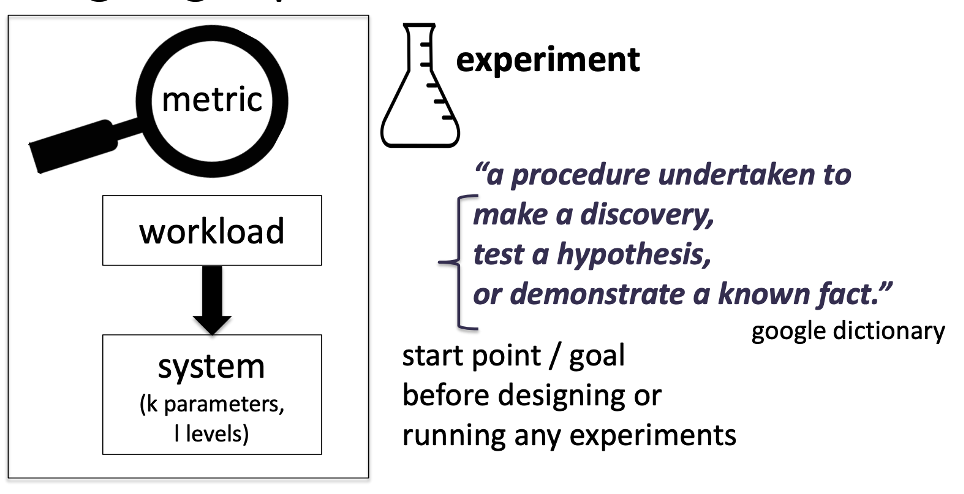 metric
workload
system
(k parameters,
l levels)
experiment
“a procedure undertaken to
make a discovery,
test a hypothesis,
or demonstrate a known fact.”
google dictionary
start point / goal
before designing or
running any experiments